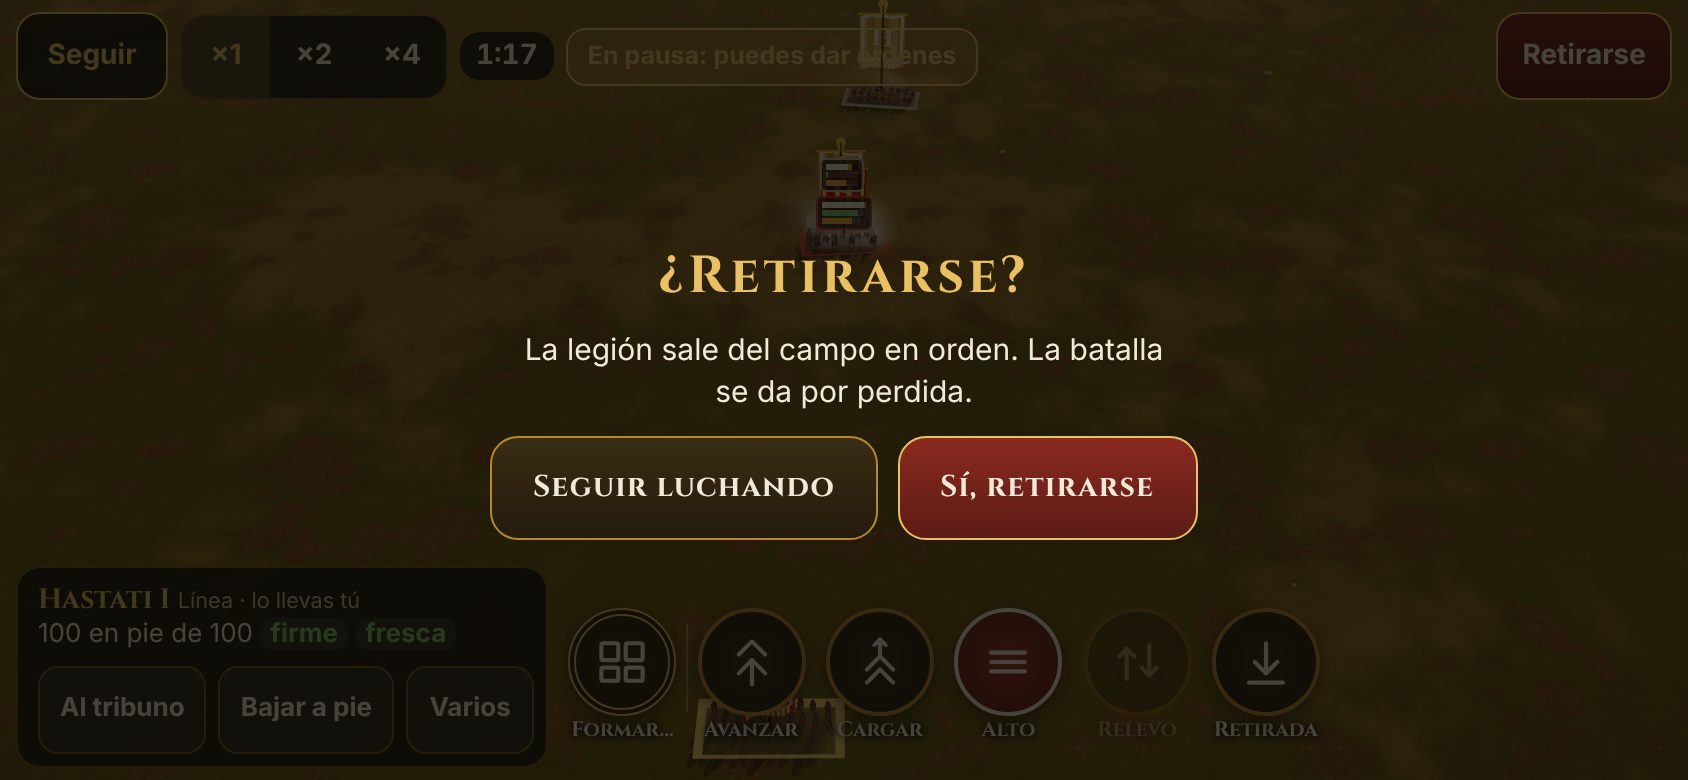 Seguir
×1
×2
×4
1:17
En pausa: puedes dar órdenes
Retirarse
¿Retirarse?
La legión sale del campo en orden. La batalla
se da por perdida.
Seguir luchando
Sí, retirarse
Hastati I Línea · lo llevas tú
100 en pie de 100 firme fresca
Al tribuno
Bajar a pie
Varios
Formar...
Avanzar
Cargar
Alto
Relevo
Retirada